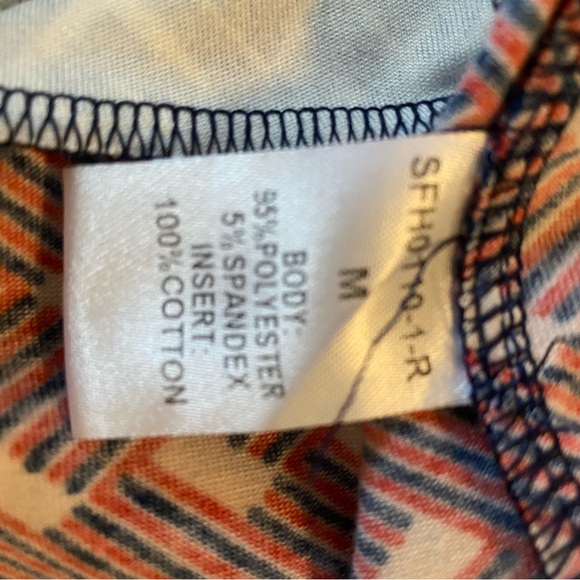 SFH0110-1-R
M
BODY:
95%POLYESTER
5%SPANDEX
INSERT:
100%COTTON